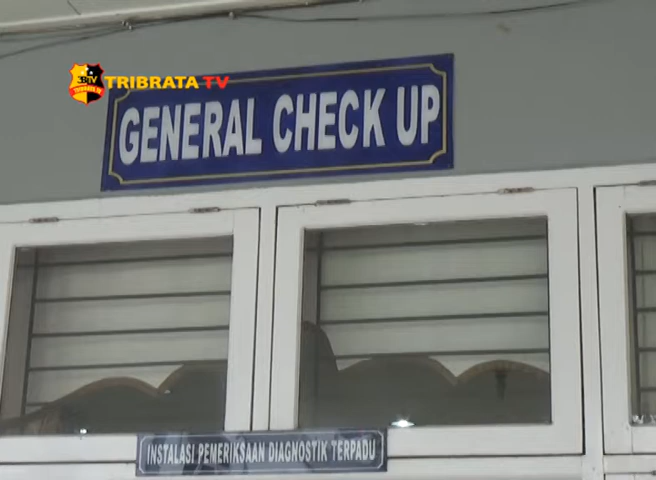 TRIBRATA TV
GENERAL CHECK UP
INSTALASI PEMERIKSAAN DIAGNOSTIK TERPADU